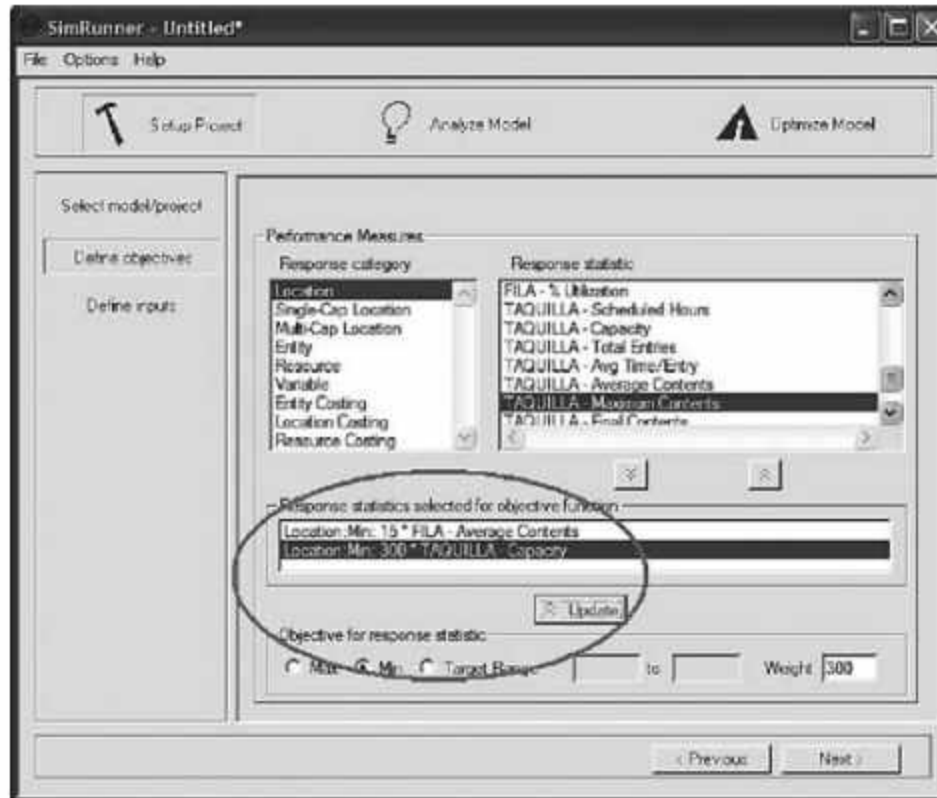 SimRunner - Untitled*
File Options Help
Setup Project
Analyze Model
Optimize Model
Select model/project
Define objectives
Define inputs
Performance Measures
Response category
Location
Single-Cap Location
Multi-Cap Location
Entity
Resource
Variable
Entity Costing
Location Costing
Resource Costing
Response statistic
FILA - % Utilization
TAQUILLA - Scheduled Hours
TAQUILLA - Capacity
TAQUILLA - Total Entries
TAQUILLA - Avg Time/Entry
TAQUILLA - Average Contents
TAQUILLA - Maximum Contents
TAQUILLA - Final Contents
Response statistics selected for objective function
Location:Min: 15 * FILA - Average Contents
Location:Min: 300 * TAQUILLA - Capacity
Update
Objective for response statistic
Max Min Target Range to Weight 300
< Previous Next >